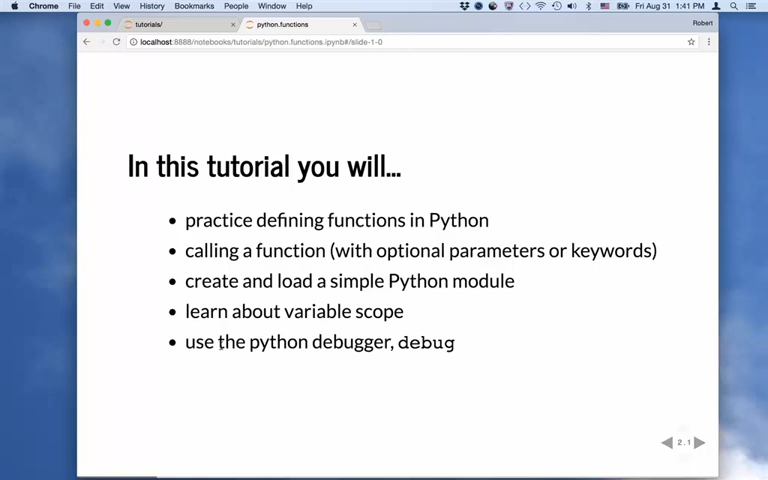 Chrome File Edit View History Bookmarks People Window Help Fri Aug 31 1:41 PM
tutorials/ python.functions Robert
localhost:8888/notebooks/tutorials/python.functions.ipynb#/slide-1-0
In this tutorial you will...
• practice defining functions in Python
• calling a function (with optional parameters or keywords)
• create and load a simple Python module
• learn about variable scope
• use the python debugger, debug
2.1